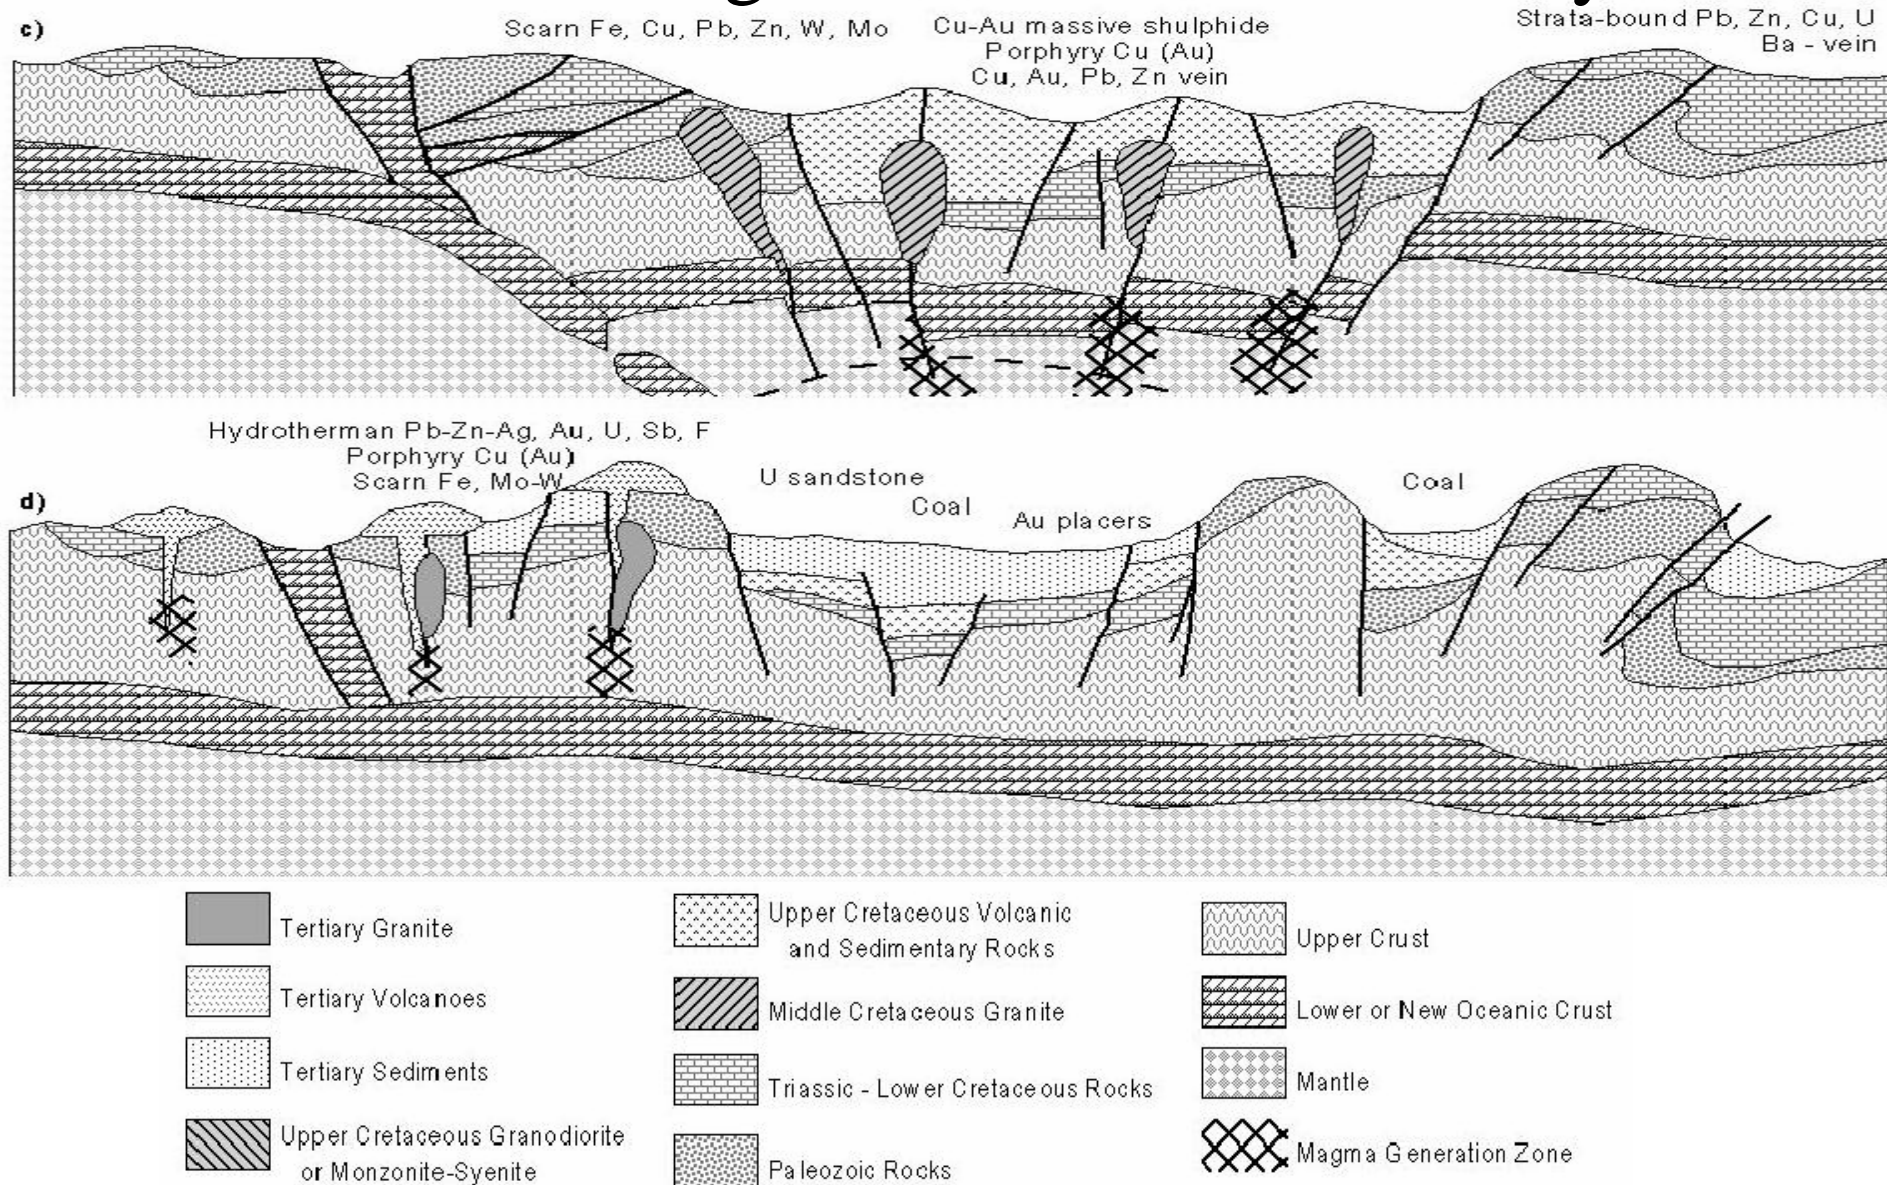 c)
Scarn Fe, Cu, Pb, Zn, W, Mo
Cu-Au massive shulphide
Porphyry Cu (Au)
Cu, Au, Pb, Zn vein
Strata-bound Pb, Zn, Cu, U
Ba - vein
d)
Hydrotherman Pb-Zn-Ag, Au, U, Sb, F
Porphyry Cu (Au)
Scarn Fe, Mo-W
U sandstone
Coal
Au placers
Coal
Tertiary Granite
Tertiary Volcanoes
Tertiary Sediments
Upper Cretaceous Granodiorite
or Monzonite-Syenite
Upper Cretaceous Volcanic
and Sedimentary Rocks
Middle Cretaceous Granite
Triassic - Lower Cretaceous Rocks
Paleozoic Rocks
Upper Crust
Lower or New Oceanic Crust
Mantle
Magma Generation Zone